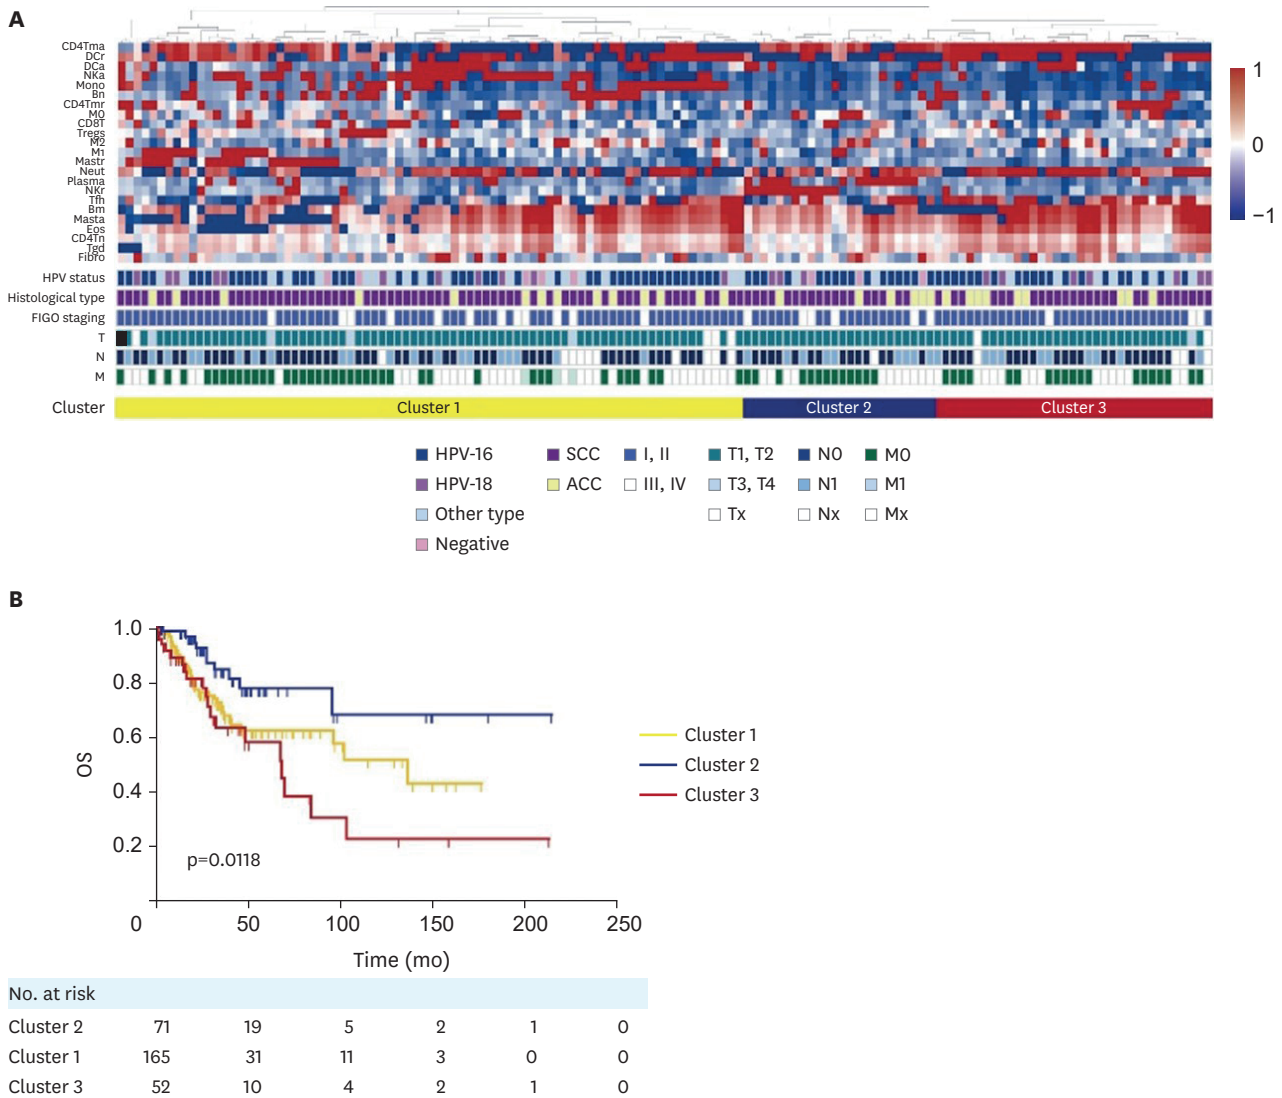 A
CD4Tma
DCr
DCa
NKa
Mono
Bn
CD4Tmr
M0
CD8T
Tregs
M2
M1
Mastr
Neut
Plasma
NKr
Tfh
Bm
Masta
Eos
CD4Tn
Tgd
Fibro
1
0
−1
HPV status
Histological type
FIGO staging
T
N
M
Cluster
Cluster 1 Cluster 2 Cluster 3
HPV-16 SCC I, II T1, T2 N0 M0
HPV-18 ACC III, IV T3, T4 N1 M1
Other type Tx Nx Mx
Negative
B
1.0
0.8
0.6
0.4
0.2
OS
p=0.0118
0 50 100 150 200 250
Time (mo)
Cluster 1
Cluster 2
Cluster 3
No. at risk
Cluster 2 71 19 5 2 1 0
Cluster 1 165 31 11 3 0 0
Cluster 3 52 10 4 2 1 0